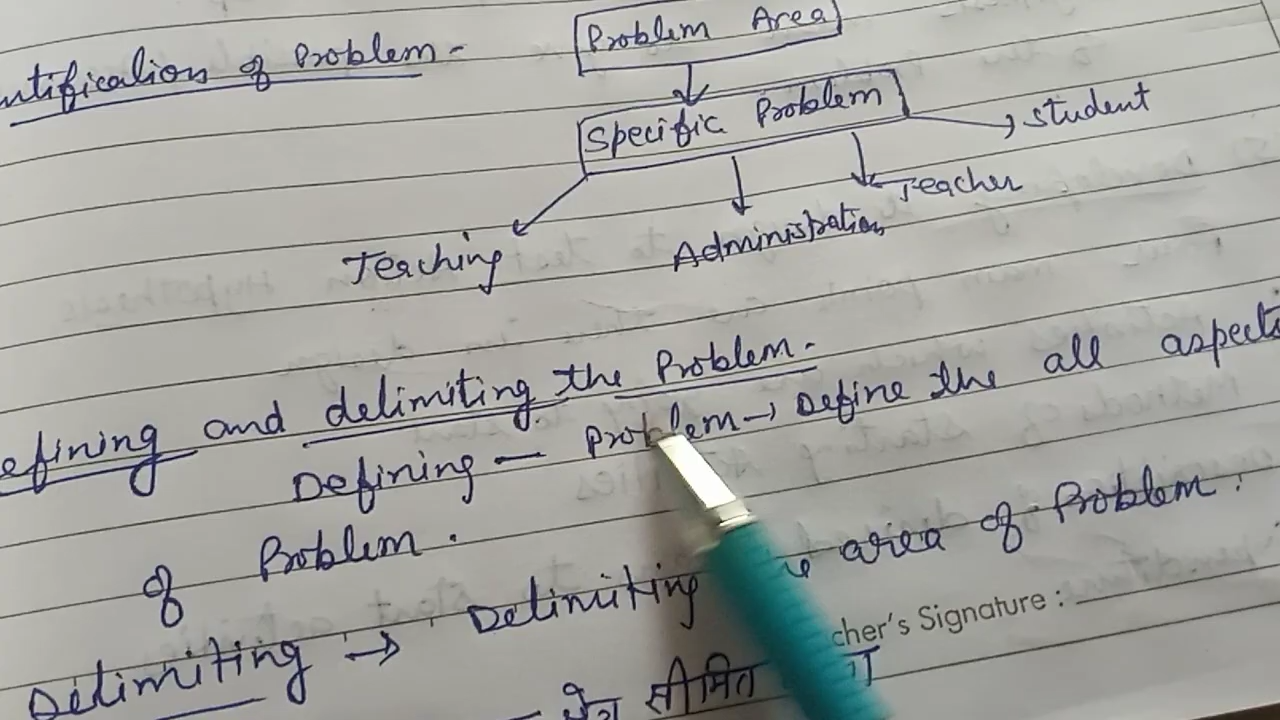 ntification of Problem -
Problem Area
Specific Problem
student
Teacher
Administration
Teaching
efining and delimiting the Problem.-
Defining — Problem → Define the all aspects
of Problem.
Delimiting → Delimiting area of Problem.
cher's Signature :
सीमित